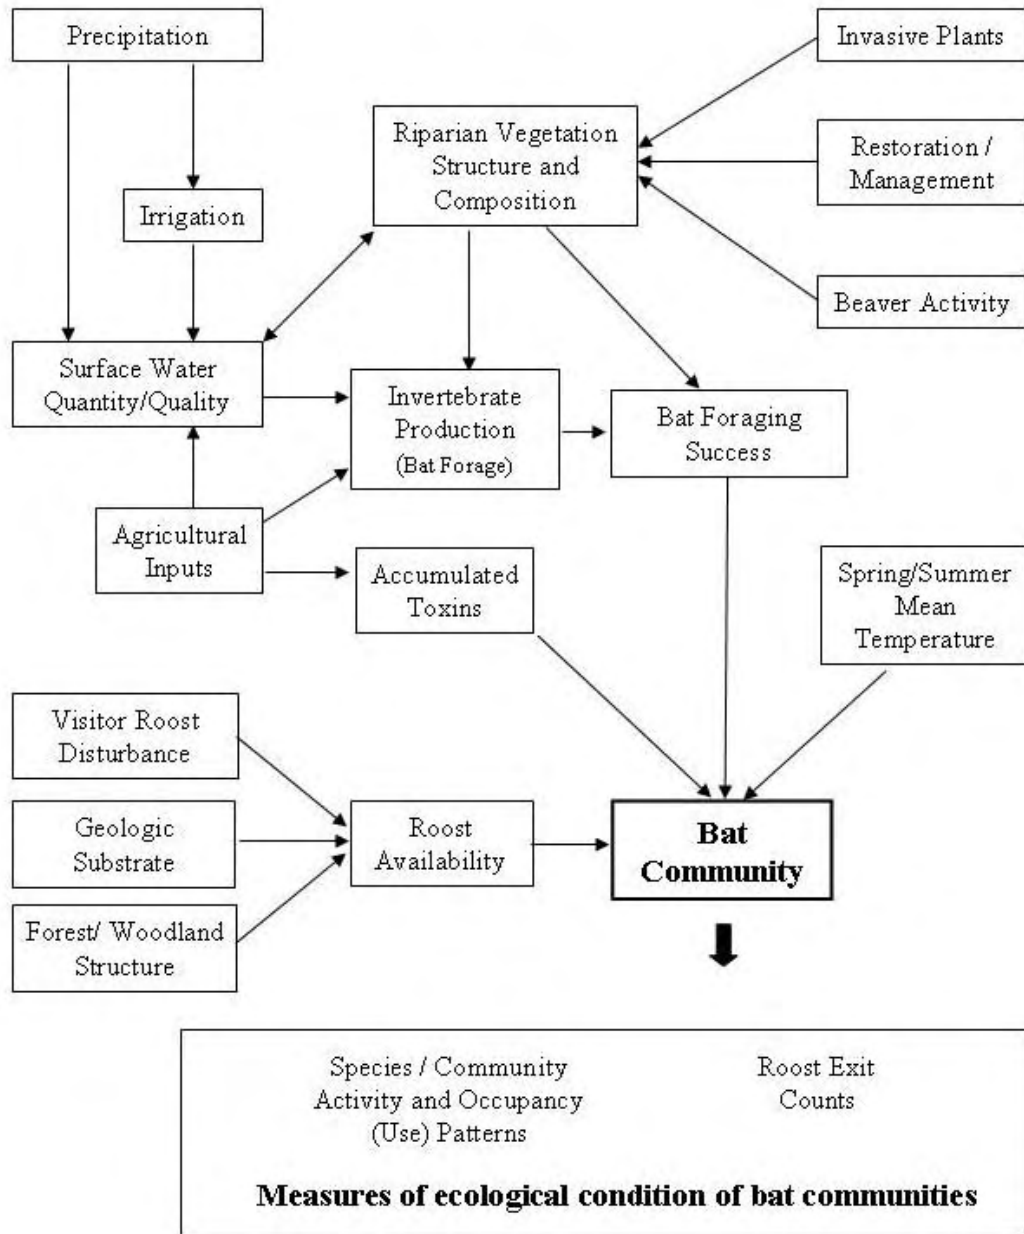 Precipitation
Invasive Plants
Riparian Vegetation
Structure and
Composition
Restoration /
Management
Irrigation
Beaver Activity
Surface Water
Quantity/Quality
Invertebrate
Production
(Bat Forage)
Bat Foraging
Success
Agricultural
Inputs
Accumulated
Toxins
Spring/Summer
Mean
Temperature
Visitor Roost
Disturbance
Geologic
Substrate
Roost
Availability
Bat
Community
Forest/ Woodland
Structure
Species / Community
Activity and Occupancy
(Use) Patterns
Roost Exit
Counts
Measures of ecological condition of bat communities